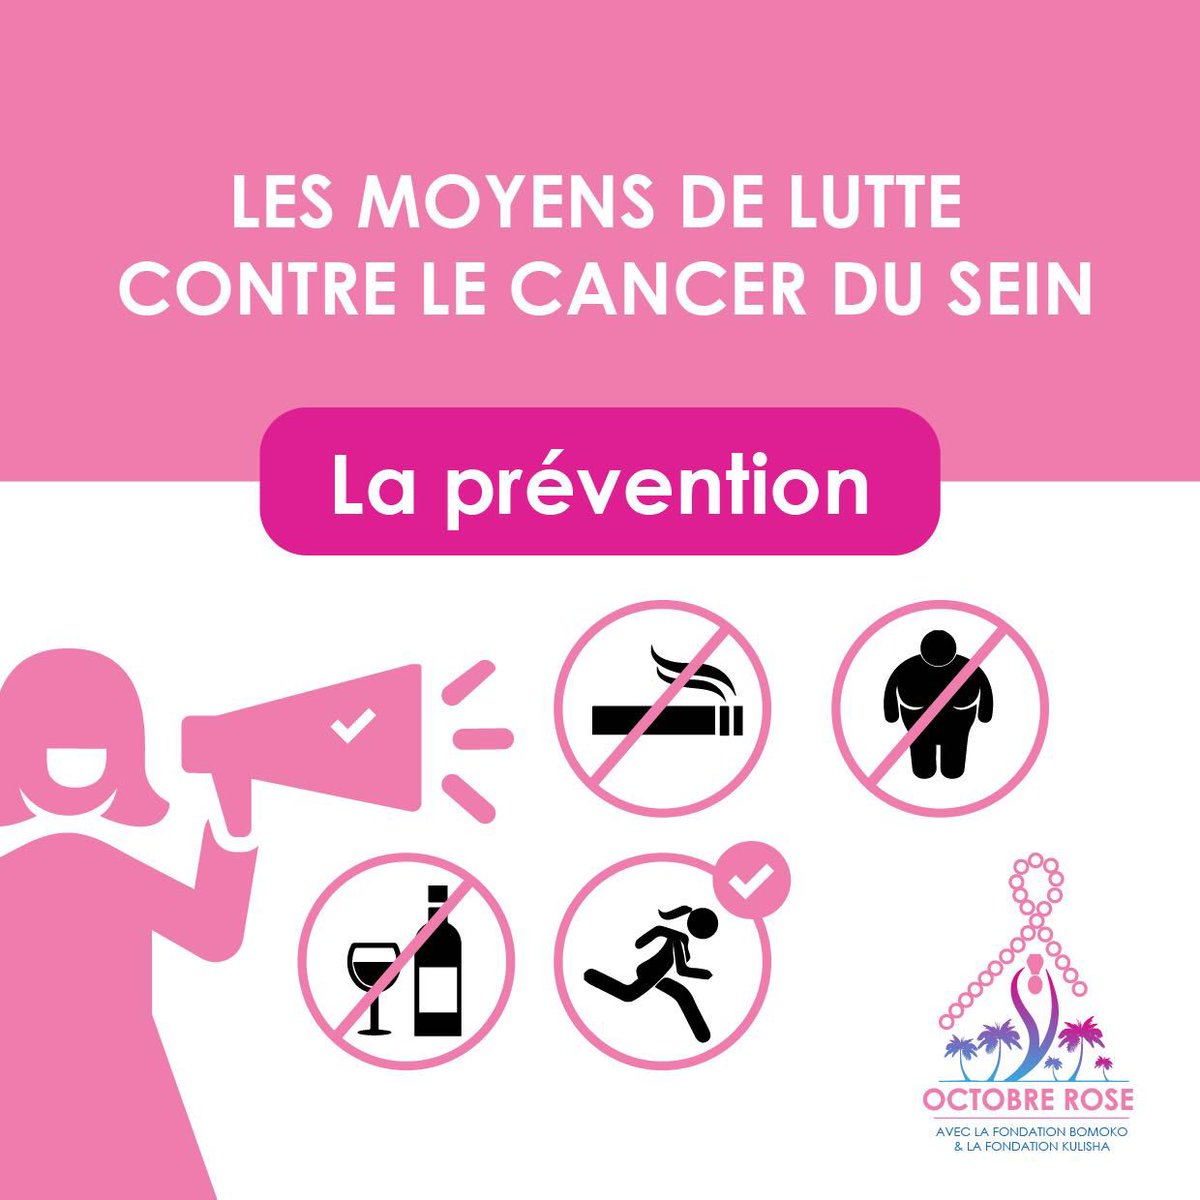 LES MOYENS DE LUTTE
CONTRE LE CANCER DU SEIN
La prévention
OCTOBRE ROSE
AVEC LA FONDATION BOMOKO
& LA FONDATION KULISHA